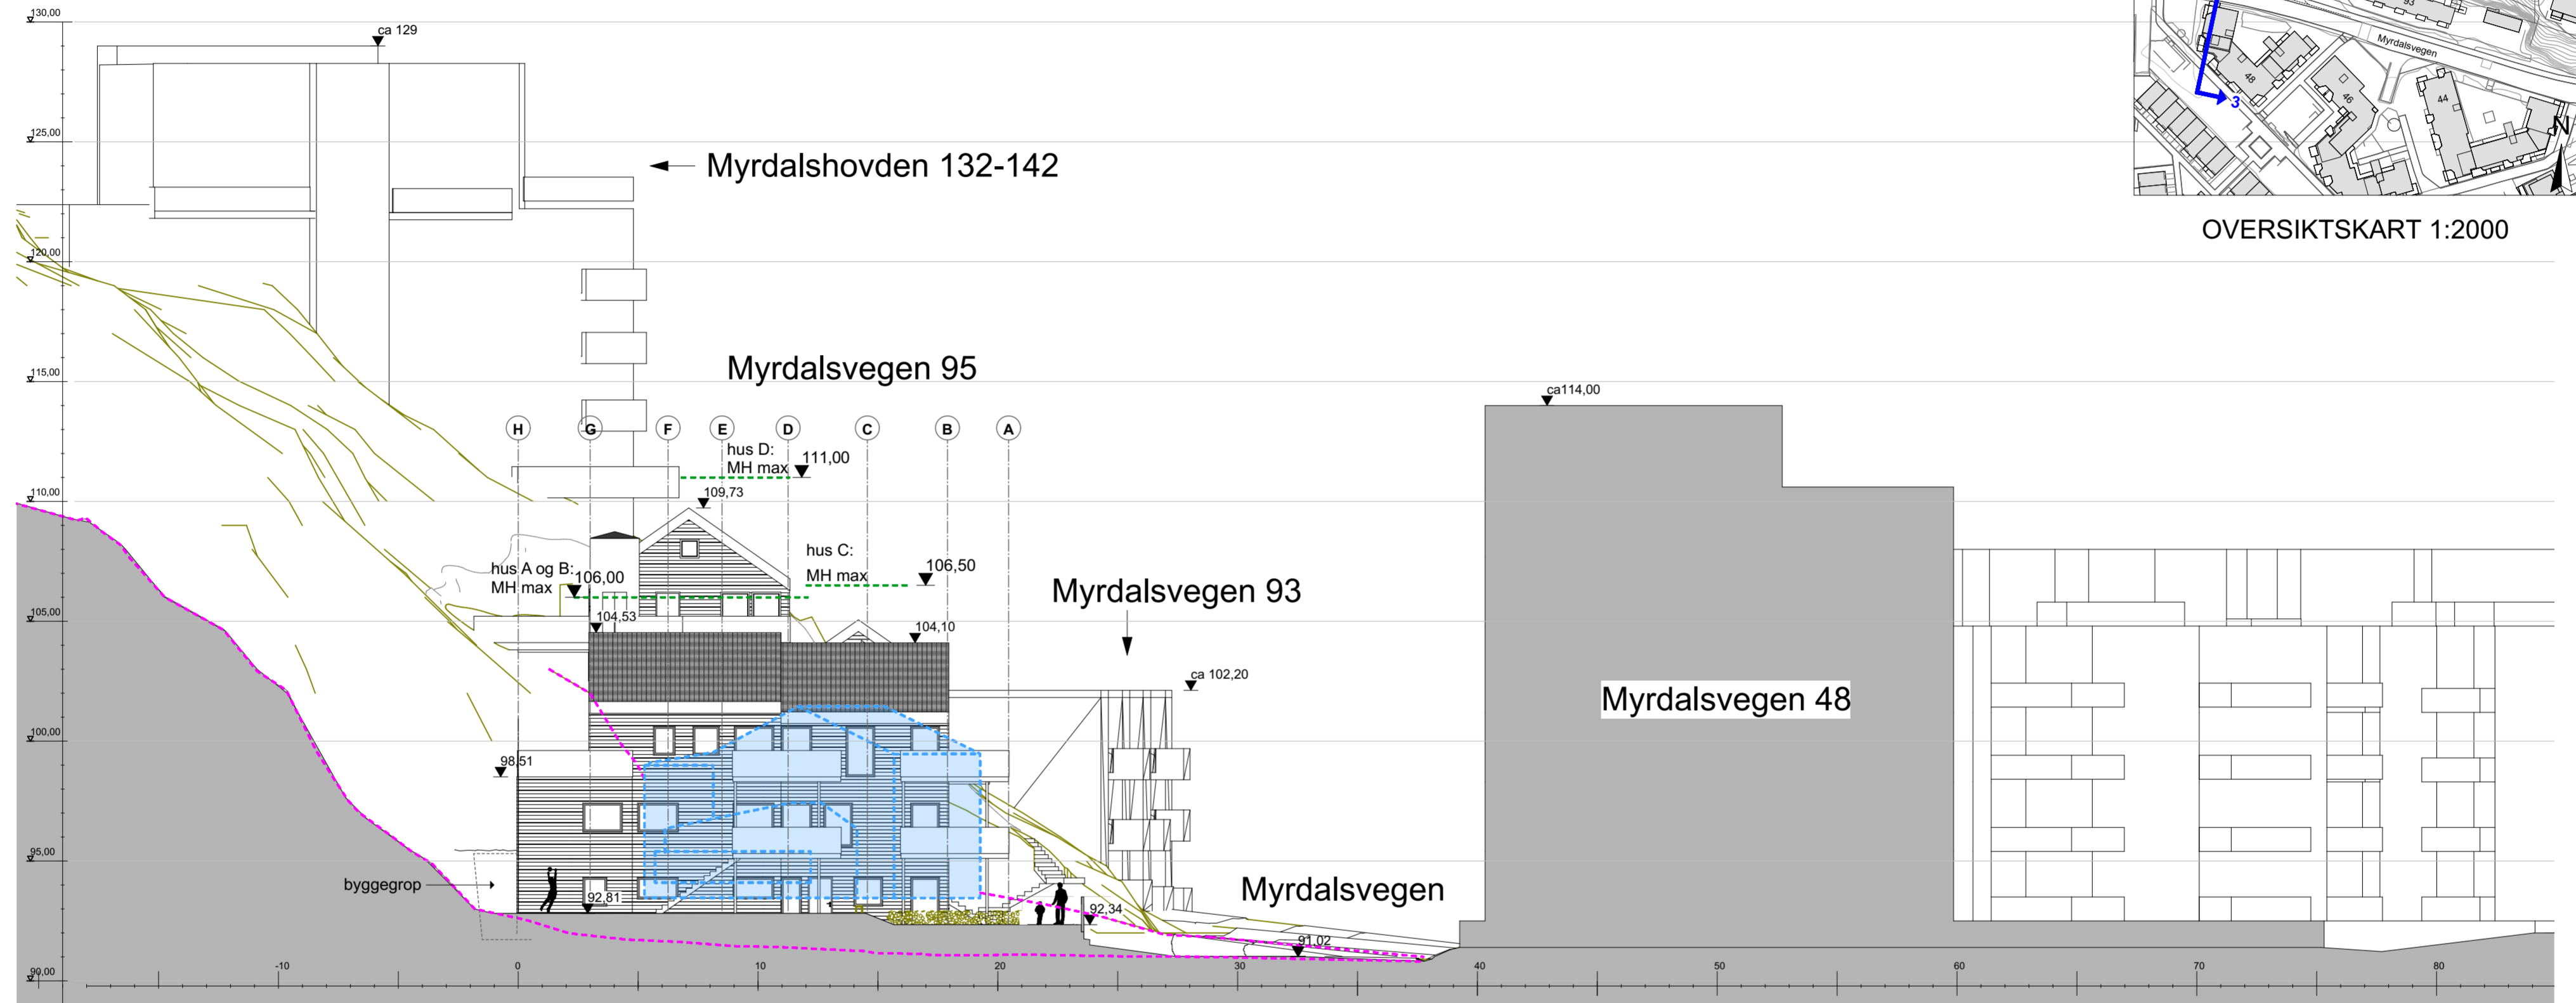 130,00
ca 129
125,00
Myrdalshovden 132-142
93
Myrdalsvegen
48
46
44
3
N
OVERSIKTSKART 1:2000
120,00
115,00
Myrdalsvegen 95
ca114,00
H
G
F
E
D
C
B
A
hus D:
MH max
111,00
110,00
109,73
hus C:
MH max
106,50
hus A og B:
MH max
106,00
Myrdalsvegen 93
105,00
104,53
104,10
ca 102,20
Myrdalsvegen 48
100,00
98,51
95,00
byggegrop
92,81
92,34
Myrdalsvegen
91,02
90,00
-10
0
10
20
30
40
50
60
70
80